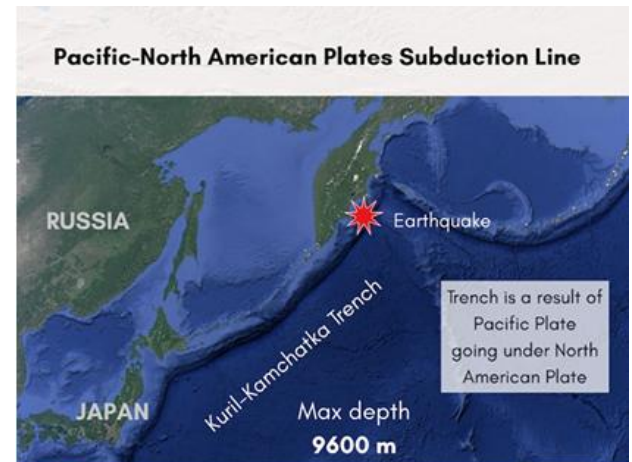 Pacific-North American Plates Subduction Line
RUSSIA
Earthquake
Kuril-Kamchatka Trench
Trench is a result of
Pacific Plate
going under North
American Plate
JAPAN
Max depth
9600 m